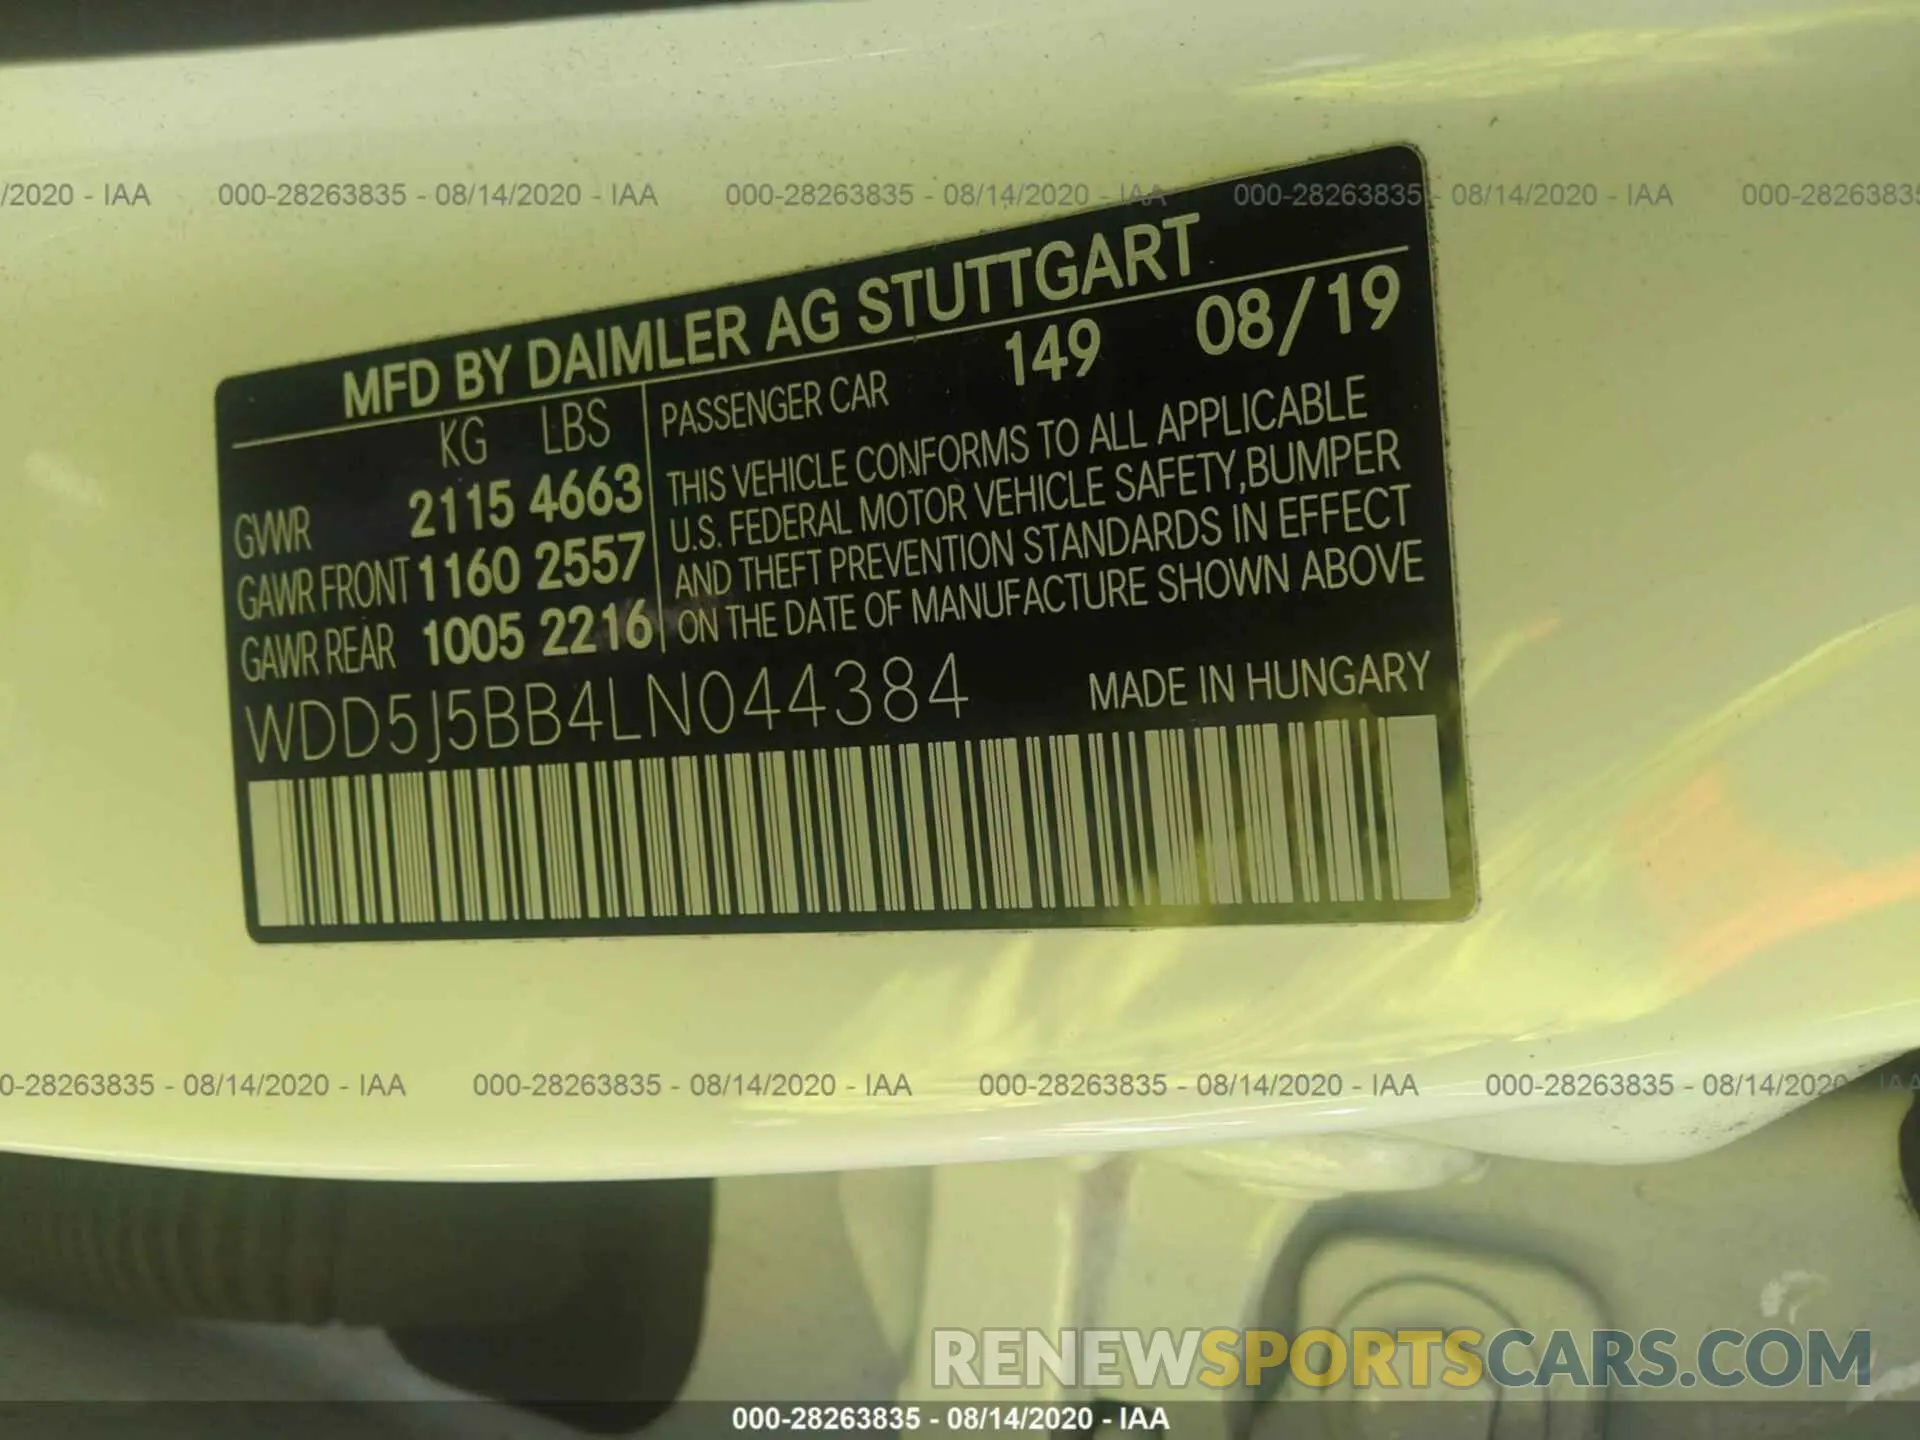 /2020 - IAA 000-28263835 - 08/14/2020 - IAA 000-28263835 - 08/14/2020 - IAA 000-28263835 - 08/14/2020 - IAA 000-2826383
MFD BY DAIMLER AG STUTTGART
KG LBS
GVWR 2115 4663
GAWR FRONT 1160 2557
GAWR REAR 1005 2216
PASSENGER CAR 149 08/19
THIS VEHICLE CONFORMS TO ALL APPLICABLE
U.S. FEDERAL MOTOR VEHICLE SAFETY,BUMPER
AND THEFT PREVENTION STANDARDS IN EFFECT
ON THE DATE OF MANUFACTURE SHOWN ABOVE
WDD5J5BB4LN044384 MADE IN HUNGARY
0-28263835 - 08/14/2020 - IAA 000-28263835 - 08/14/2020 - IAA 000-28263835 - 08/14/2020 - IAA 000-28263835 - 08/14/2020 - IAA
RENEWSPORTSCARS.COM
000-28263835 - 08/14/2020 - IAA